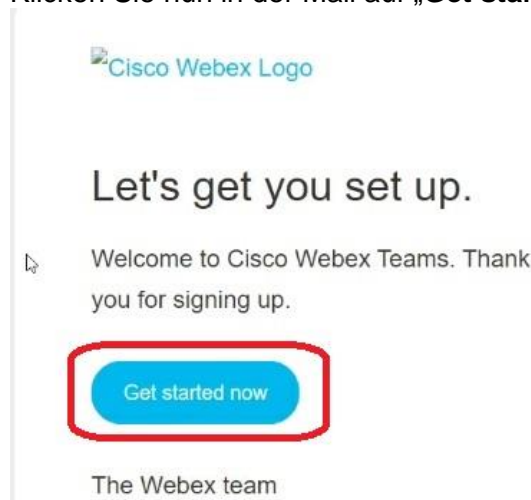 Klicken Sie nun in der Mail auf „Get sta
Cisco Webex Logo
Let's get you set up.
Welcome to Cisco Webex Teams. Thank
you for signing up.
Get started now
The Webex team